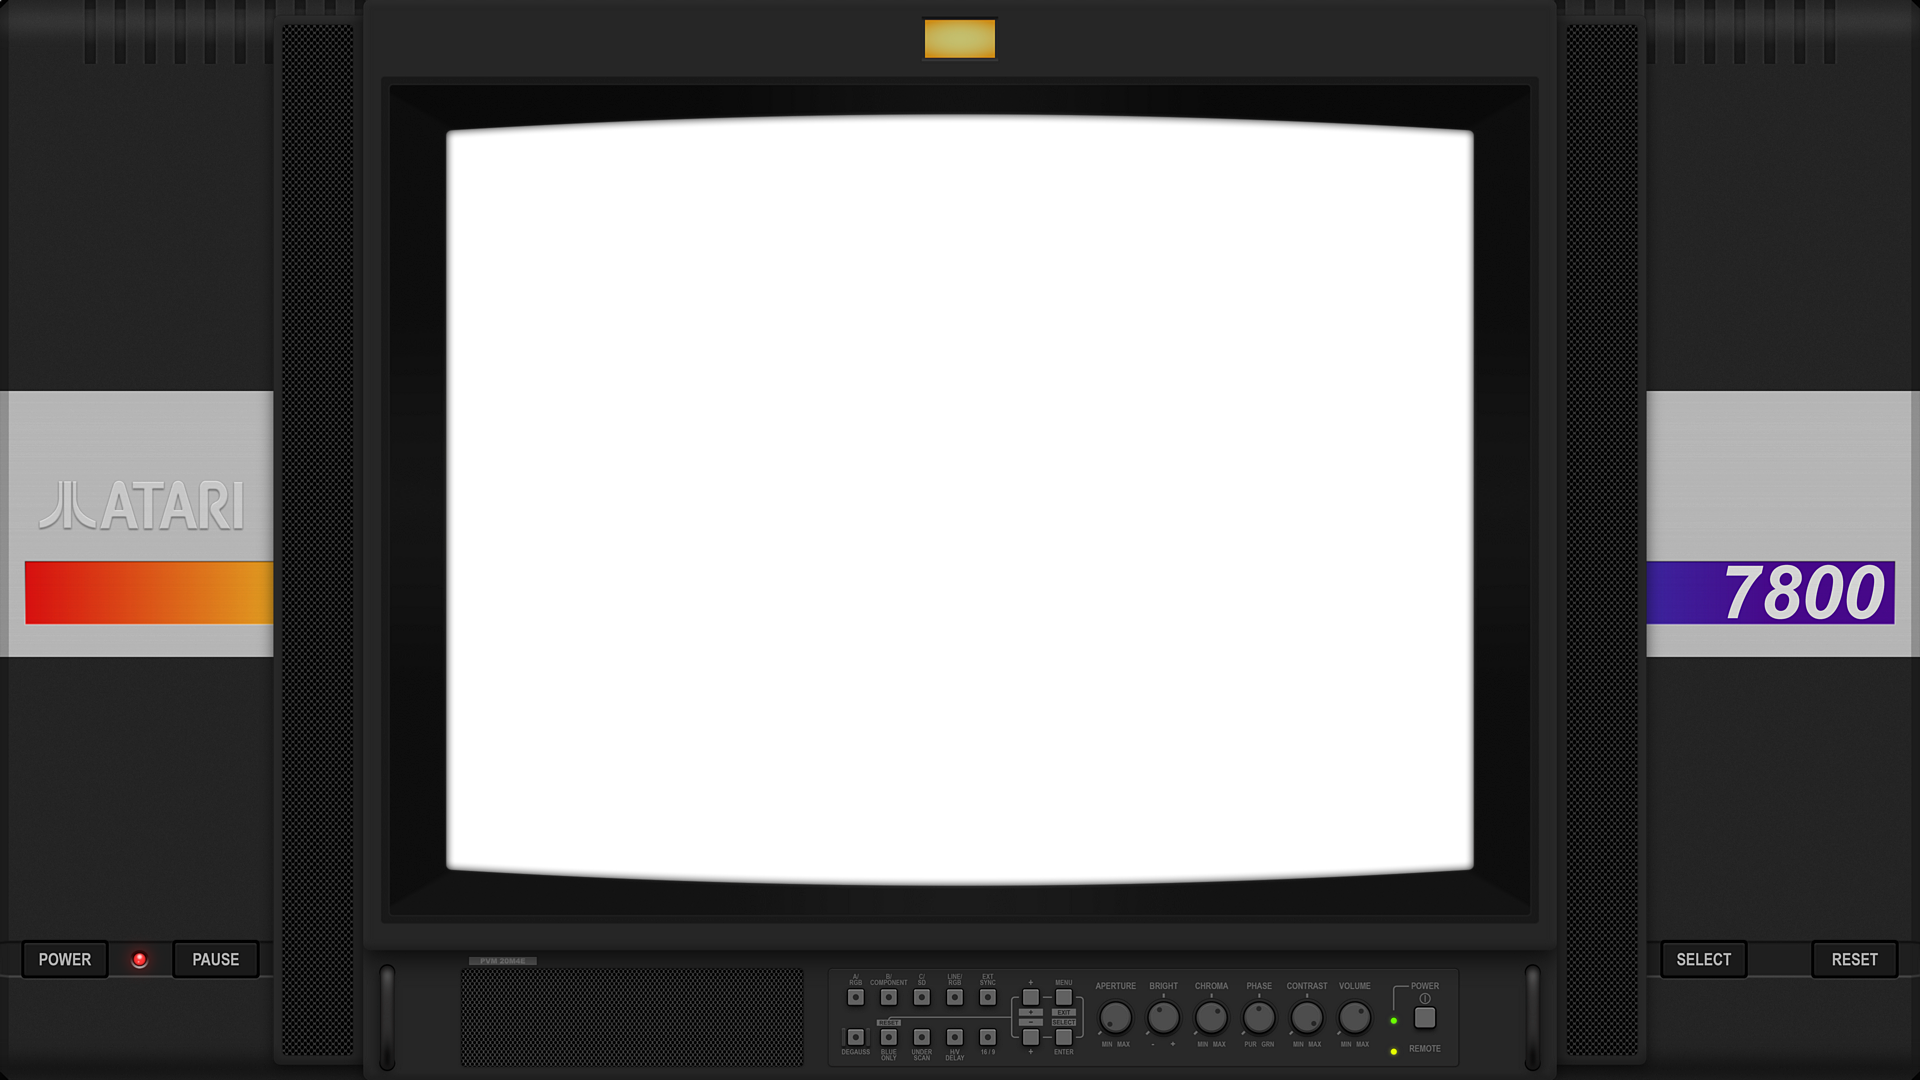 ATARI
7800
POWER
PAUSE
SELECT
RESET
PVM 20M4E
A/ RGB
B/ COMPONENT
C/ SD
LINE/ RGB
EXT SYNC
+
MENU
APERTURE
BRIGHT
CHROMA
PHASE
CONTRAST
VOLUME
POWER
RESET
+
−
EXIT
SELECT
DEGAUSS
BLUE ONLY
UNDER SCAN
H/V DELAY
16 / 9
+
ENTER
MIN MAX
- +
MIN MAX
PUR GRN
MIN MAX
MIN MAX
REMOTE